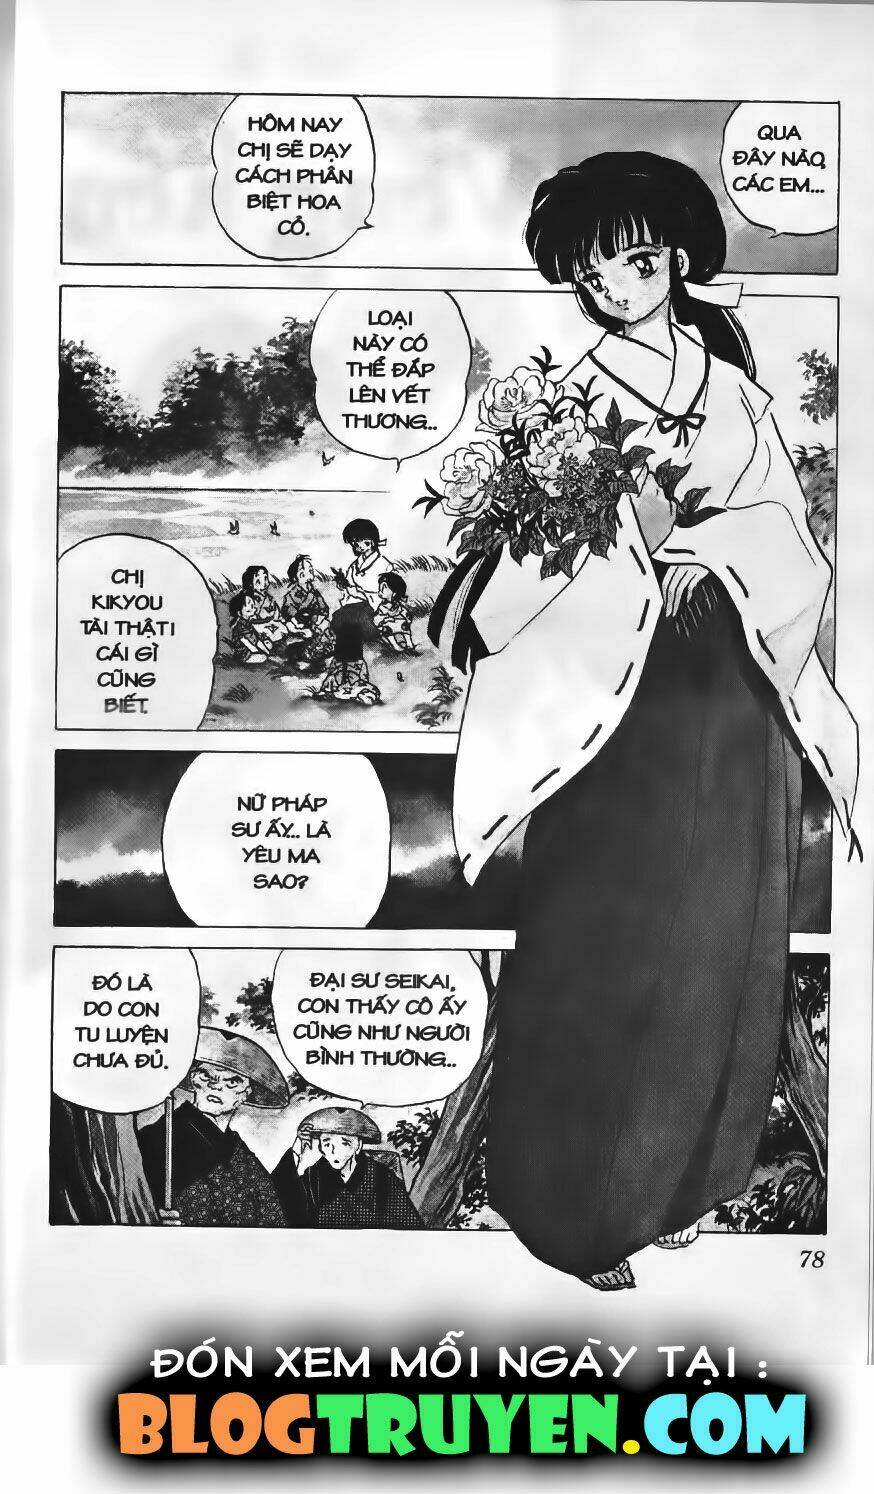 QUA
ĐÂY NÀO,
CÁC EM...
HÔM NAY
CHỊ SẼ DẠY
CÁCH PHÂN
BIỆT HOA
CỎ.
LOẠI
NÀY CÓ
THỂ ĐẮP
LÊN VẾT
THƯƠNG...
CHỊ
KIKYOU
TÀI THẬT!
CÁI GÌ
CŨNG
BIẾT.
NỮ PHÁP
SƯ ẤY... LÀ
YÊU MA
SAO?
ĐẠI SƯ SEIKAI,
CON THẤY CÔ ẤY
CŨNG NHƯ NGƯỜI
BÌNH THƯỜNG...
ĐÓ LÀ
DO CON
TU LUYỆN
CHƯA ĐỦ.
78
ĐÓN XEM MỖI NGÀY TẠI :
BLOGTRUYEN.COM